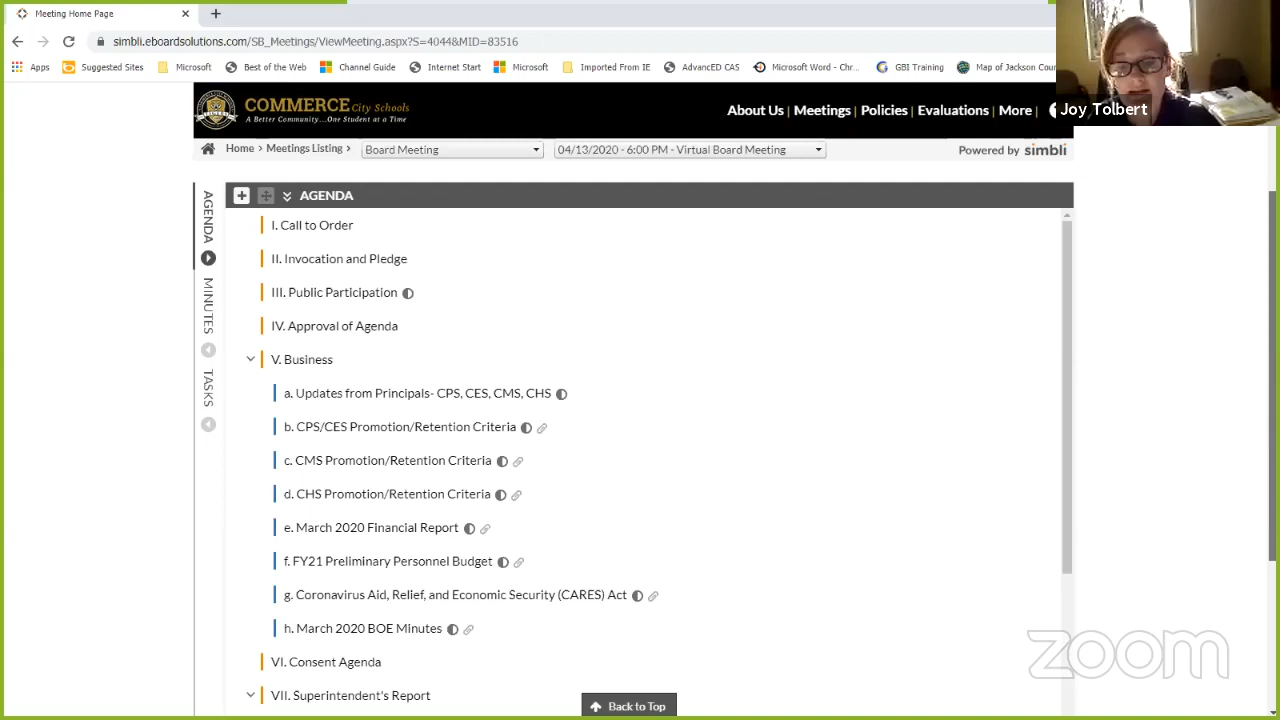 Meeting Home Page
simbli.eboardsolutions.com/SB_Meetings/ViewMeeting.aspx?S=4044&MID=83516
Apps Suggested Sites Microsoft Best of the Web Channel Guide Internet Start Microsoft Imported From IE AdvancED CAS Microsoft Word - Chr... GBI Training Map of Jackson Cou
Joy Tolbert
COMMERCE City Schools
A Better Community...One Student at a Time
About Us | Meetings | Policies | Evaluations | More |
Home > Meetings Listing > Board Meeting 04/13/2020 - 6:00 PM - Virtual Board Meeting Powered by simbli
AGENDA
MINUTES
TASKS
AGENDA
I. Call to Order
II. Invocation and Pledge
III. Public Participation
IV. Approval of Agenda
V. Business
a. Updates from Principals- CPS, CES, CMS, CHS
b. CPS/CES Promotion/Retention Criteria
c. CMS Promotion/Retention Criteria
d. CHS Promotion/Retention Criteria
e. March 2020 Financial Report
f. FY21 Preliminary Personnel Budget
g. Coronavirus Aid, Relief, and Economic Security (CARES) Act
h. March 2020 BOE Minutes
VI. Consent Agenda
VII. Superintendent's Report
Back to Top
zoom